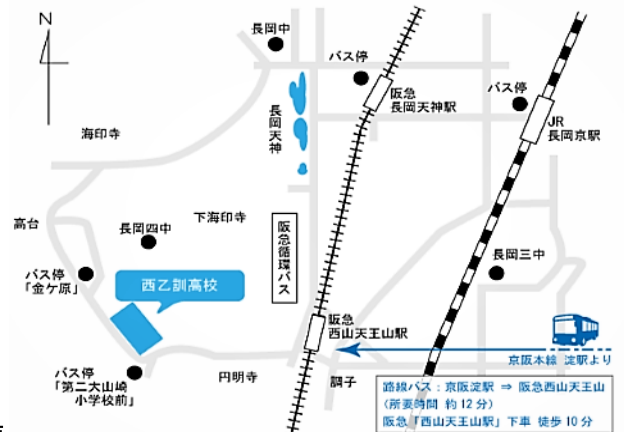 N
長岡中
バス停
阪急
長岡天神駅
バス停
JR
長岡京駅
長岡天神
海印寺
高台
長岡四中
下海印寺
阪急循環バス
長岡三中
バス停
「金ケ原」
西乙訓高校
阪急
西山天王山駅
京阪本線 淀駅より
バス停
「第二大山崎
小学校前」
円明寺
調子
路線バス：京阪淀駅 ⇒ 阪急西山天王山
(所要時間 約12分)
阪急「西山天王山駅」下車 徒歩10分